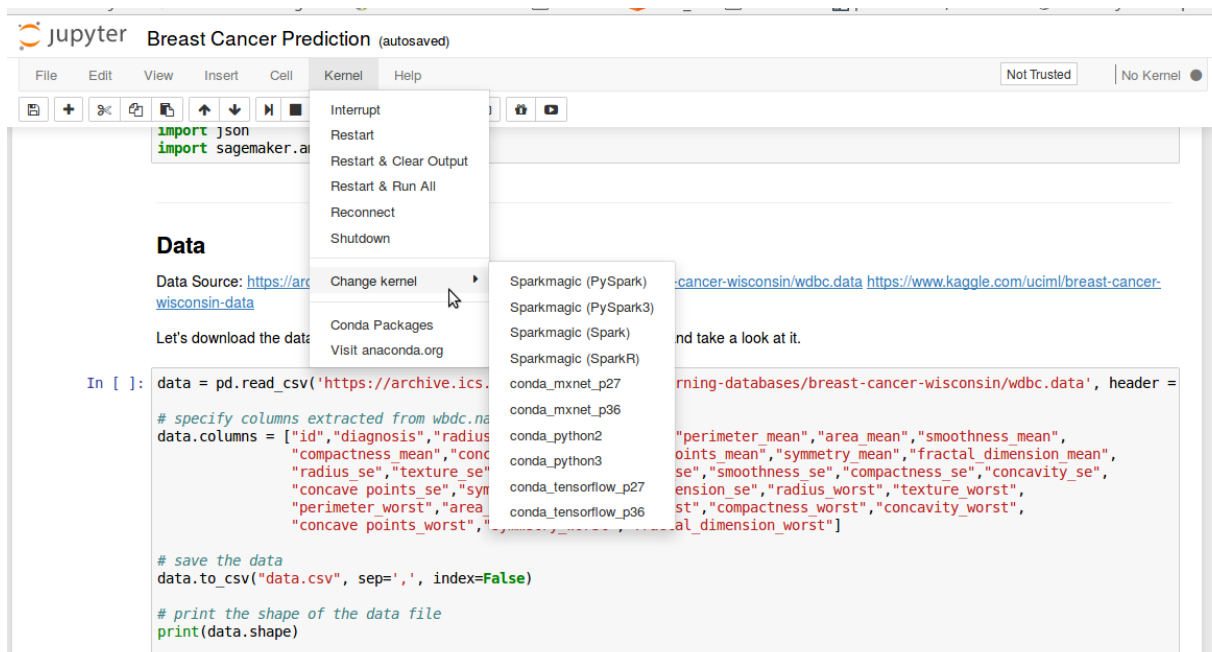 jupyter Breast Cancer Prediction (autosaved)
File Edit View Insert Cell Kernel Help Not Trusted No Kernel
Interrupt
Restart
Restart & Clear Output
Restart & Run All
Reconnect
Shutdown
Change kernel
Conda Packages
Visit anaconda.org
Sparkmagic (PySpark)
Sparkmagic (PySpark3)
Sparkmagic (Spark)
Sparkmagic (SparkR)
conda_mxnet_p27
conda_mxnet_p36
conda_python2
conda_python3
conda_tensorflow_p27
conda_tensorflow_p36
import json
import sagemaker.a
Data
Data Source: https://arc -cancer-wisconsin/wdbc.data https://www.kaggle.com/uciml/breast-cancer-
wisconsin-data
Let's download the data nd take a look at it.
In [ ]: data = pd.read_csv('https://archive.ics. rning-databases/breast-cancer-wisconsin/wdbc.data', header =
# specify columns extracted from wbdc.na
data.columns = ["id","diagnosis","radius "perimeter_mean","area_mean","smoothness_mean",
"compactness_mean","conc oints_mean","symmetry_mean","fractal_dimension_mean",
"radius_se","texture_se" se","smoothness_se","compactness_se","concavity_se",
"concave points_se","sym ension_se","radius_worst","texture_worst",
"perimeter_worst","area_ st","compactness_worst","concavity_worst",
"concave points_worst","symmetry_worst","fractal_dimension_worst"]
# save the data
data.to_csv("data.csv", sep=',', index=False)
# print the shape of the data file
print(data.shape)